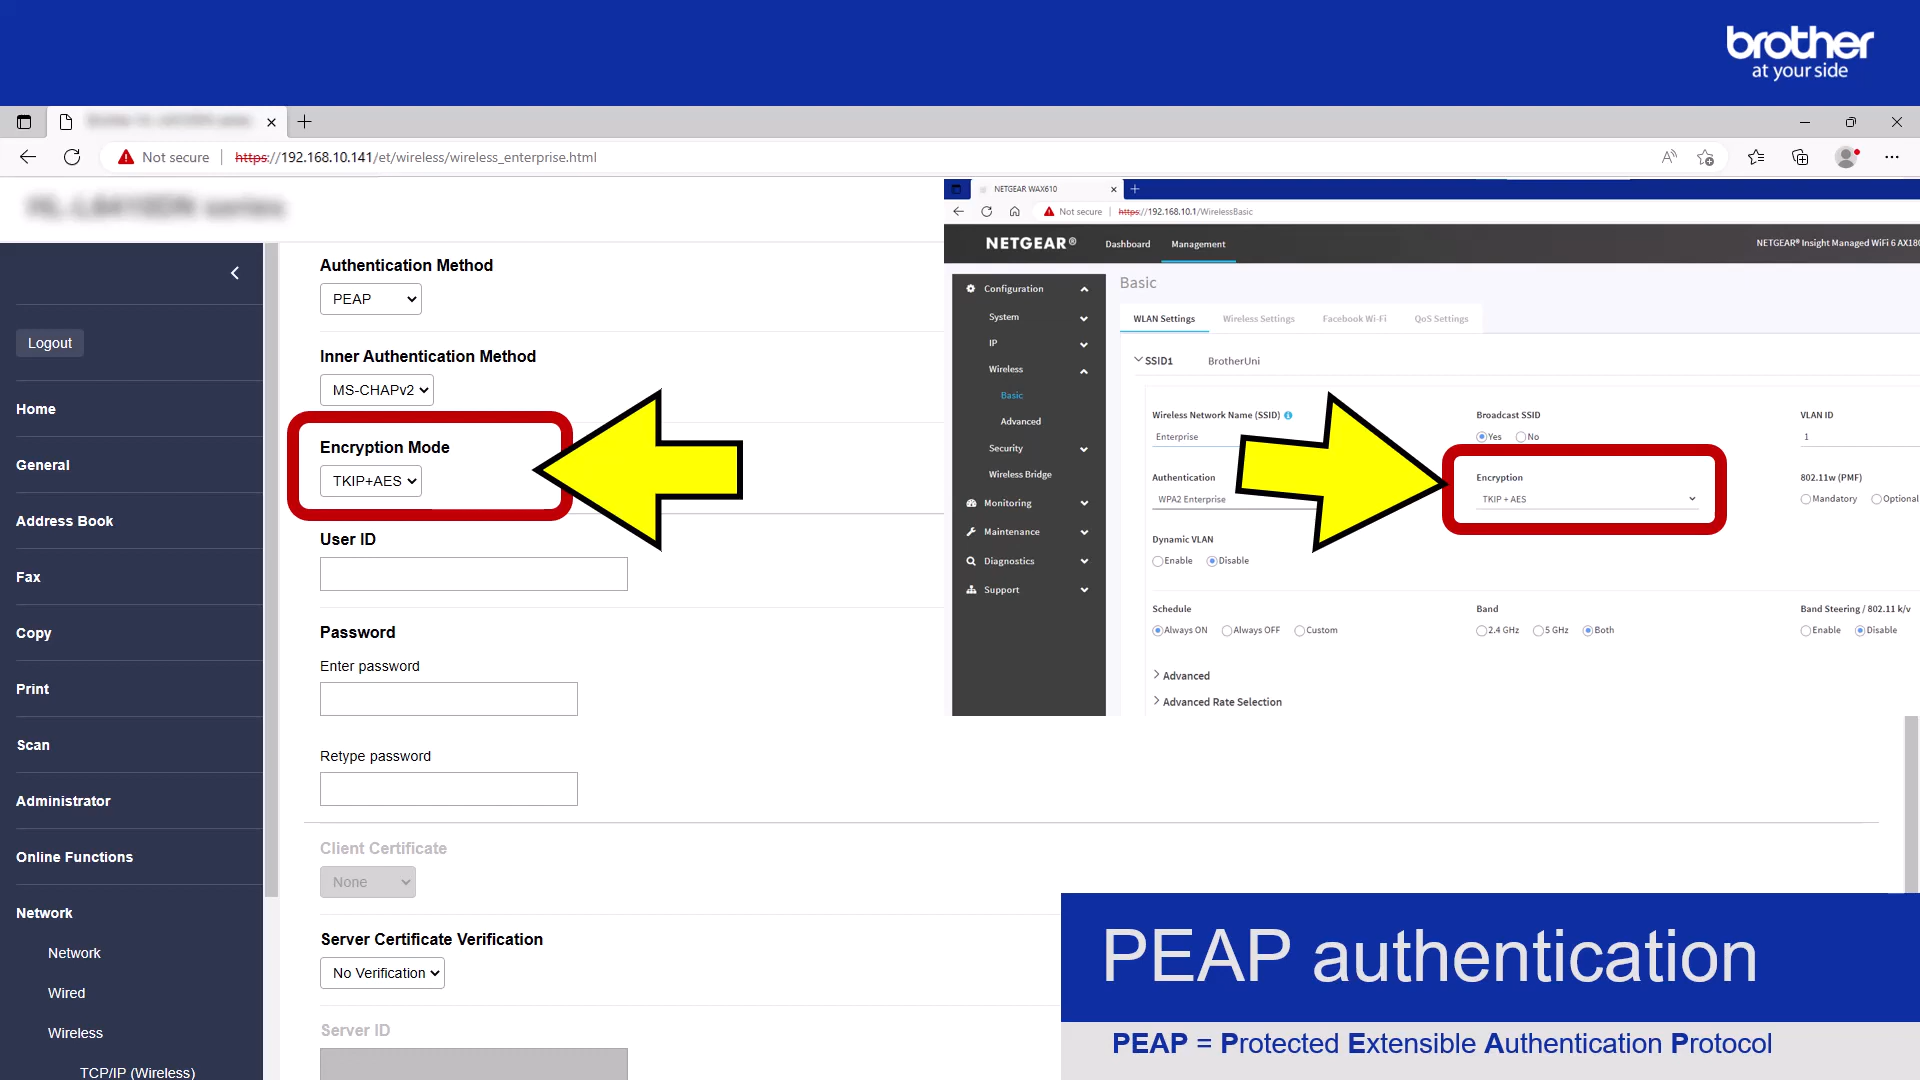 brother
at your side
Not secure
https://192.168.10.141/et/wireless/wireless_enterprise.html
Logout
Home
General
Address Book
Fax
Copy
Print
Scan
Administrator
Online Functions
Network
Network
Wired
Wireless
TCP/IP (Wireless)
Authentication Method
PEAP
Inner Authentication Method
MS-CHAPv2
Encryption Mode
TKIP+AES
User ID
Password
Enter password
Retype password
Client Certificate
None
Server Certificate Verification
No Verification
Server ID
NETGEAR WAX610
Not secure
https://192.168.10.1/WirelessBasic
NETGEAR®
Dashboard
Management
NETGEAR® Insight Managed WiFi 6 AX180
Configuration
System
IP
Wireless
Basic
Advanced
Security
Wireless Bridge
Monitoring
Maintenance
Diagnostics
Support
Basic
WLAN Settings
Wireless Settings
Facebook Wi-Fi
QoS Settings
SSID1
BrotherUni
Wireless Network Name (SSID)
Broadcast SSID
VLAN ID
Enterprise
Yes
No
1
Authentication
Encryption
802.11w (PMF)
WPA2 Enterprise
TKIP + AES
Mandatory
Optional
Dynamic VLAN
Enable
Disable
Schedule
Band
Band Steering / 802.11 k/v
Always ON
Always OFF
Custom
2.4 GHz
5 GHz
Both
Enable
Disable
Advanced
Advanced Rate Selection
PEAP authentication
PEAP = Protected Extensible Authentication Protocol